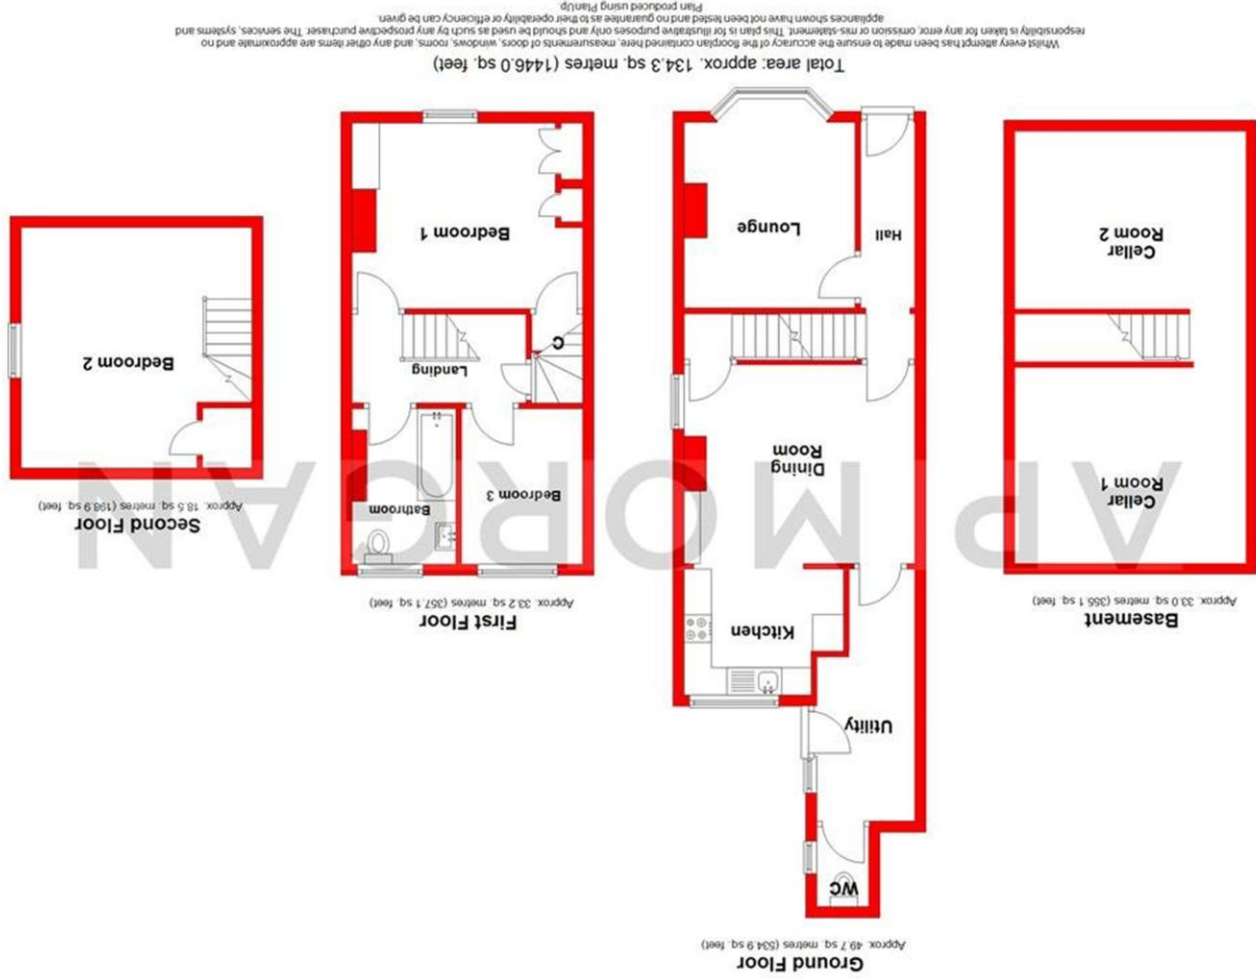 Ground Floor
Approx. 49.7 sq. metres (534.9 sq. feet)
WC
Utility
Kitchen
Dining
Room
Lounge
Hall
Basement
Approx. 33.0 sq. metres (355.1 sq. feet)
Cellar
Room 1
Cellar
Room 2
First Floor
Approx. 33.2 sq. metres (357.1 sq. feet)
Bedroom 3
Bathroom
Landing
C
Bedroom 1
Second Floor
Approx. 18.5 sq. metres (198.9 sq. feet)
Bedroom 2
AP MORGAN
Total area: approx. 134.3 sq. metres (1446.0 sq. feet)
Whilst every attempt has been made to ensure the accuracy of the floorplan contained here, measurements of doors, windows, rooms, and any other items are approximate and no
responsibility is taken for any error, omission or mis-statement. This plan is for illustrative purposes only and should be used as such by any prospective purchaser. The services, systems and
appliances shown have not been tested and no guarantee as to their operability or efficiency can be given.
Plan produced using PlanUp.